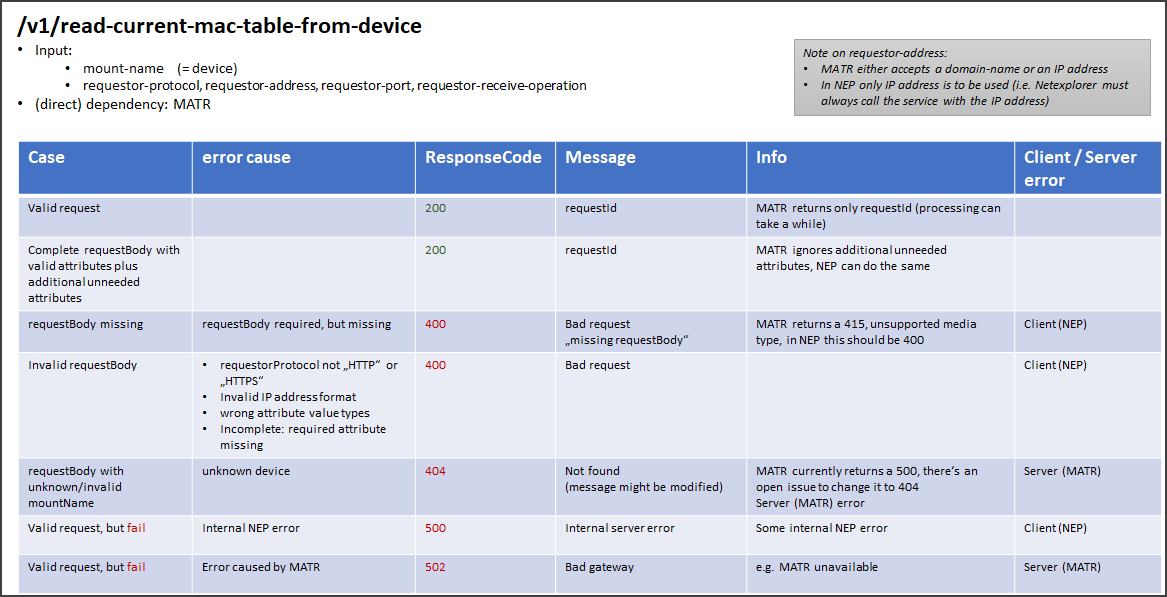 /v1/read-current-mac-table-from-device
• Input:
• mount-name (= device)
• requestor-protocol, requestor-address, requestor-port, requestor-receive-operation
• (direct) dependency: MATR
Note on requestor-address:
• MATR either accepts a domain-name or an IP address
• In NEP only IP address is to be used (i.e. Netexplorer must
always call the service with the IP address)
Case
error cause
ResponseCode
Message
Info
Client / Server
error
Valid request
200
requestId
MATR returns only requestId (processing can
take a while)
Complete requestBody with
valid attributes plus
additional unneeded
attributes
200
requestId
MATR ignores additional unneeded
attributes, NEP can do the same
requestBody missing
requestBody required, but missing
400
Bad request
„missing requestBody“
MATR returns a 415, unsupported media
type, in NEP this should be 400
Client (NEP)
Invalid requestBody
• requestorProtocol not „HTTP“ or
„HTTPS“
• Invalid IP address format
• wrong attribute value types
• Incomplete: required attribute
missing
400
Bad request
Client (NEP)
requestBody with
unknown/invalid
mountName
unknown device
404
Not found
(message might be modified)
MATR currently returns a 500, there‘s an
open issue to change it to 404
Server (MATR) error
Server (MATR)
Valid request, but fail
Internal NEP error
500
Internal server error
Some internal NEP error
Client (NEP)
Valid request, but fail
Error caused by MATR
502
Bad gateway
e.g. MATR unavailable
Server (MATR)